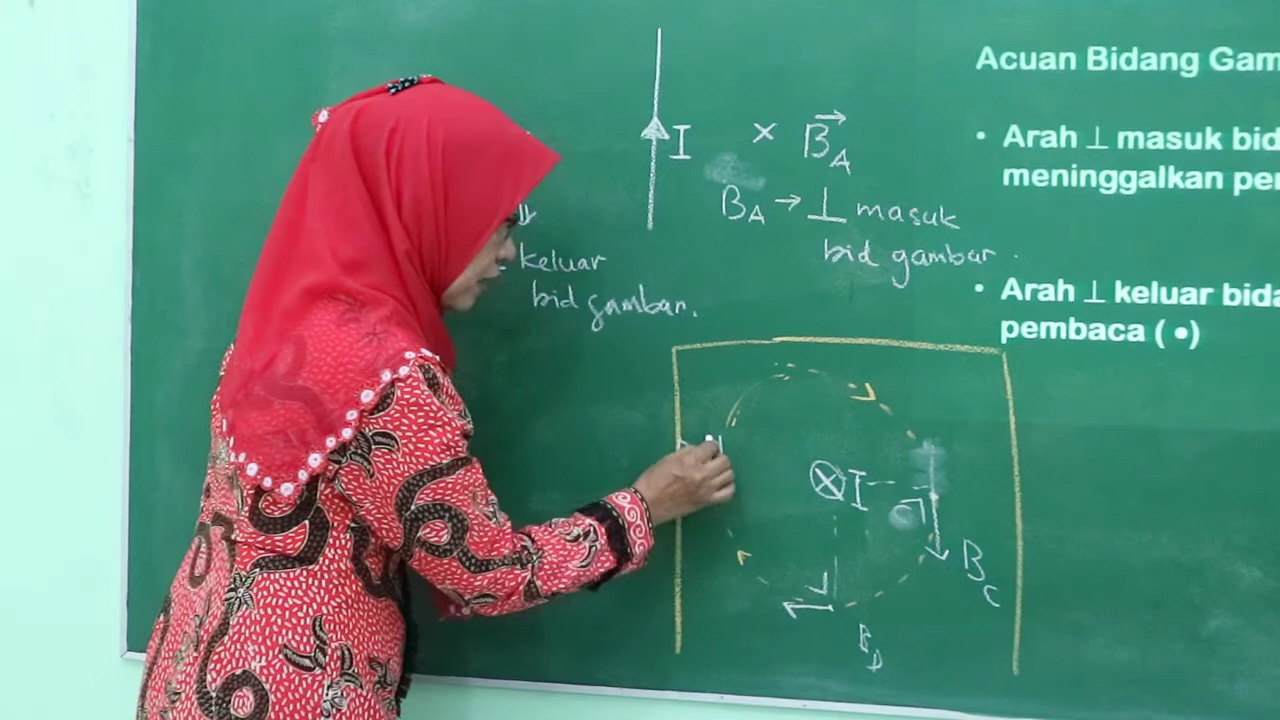 I × B⃗A
BA → ⊥ masuk
bid gambar.
keluar
bid gambar.
Acuan Bidang Gam
• Arah ⊥ masuk bid
meninggalkan pe
• Arah ⊥ keluar bida
pembaca ( • )
⊗ I
BC
BD